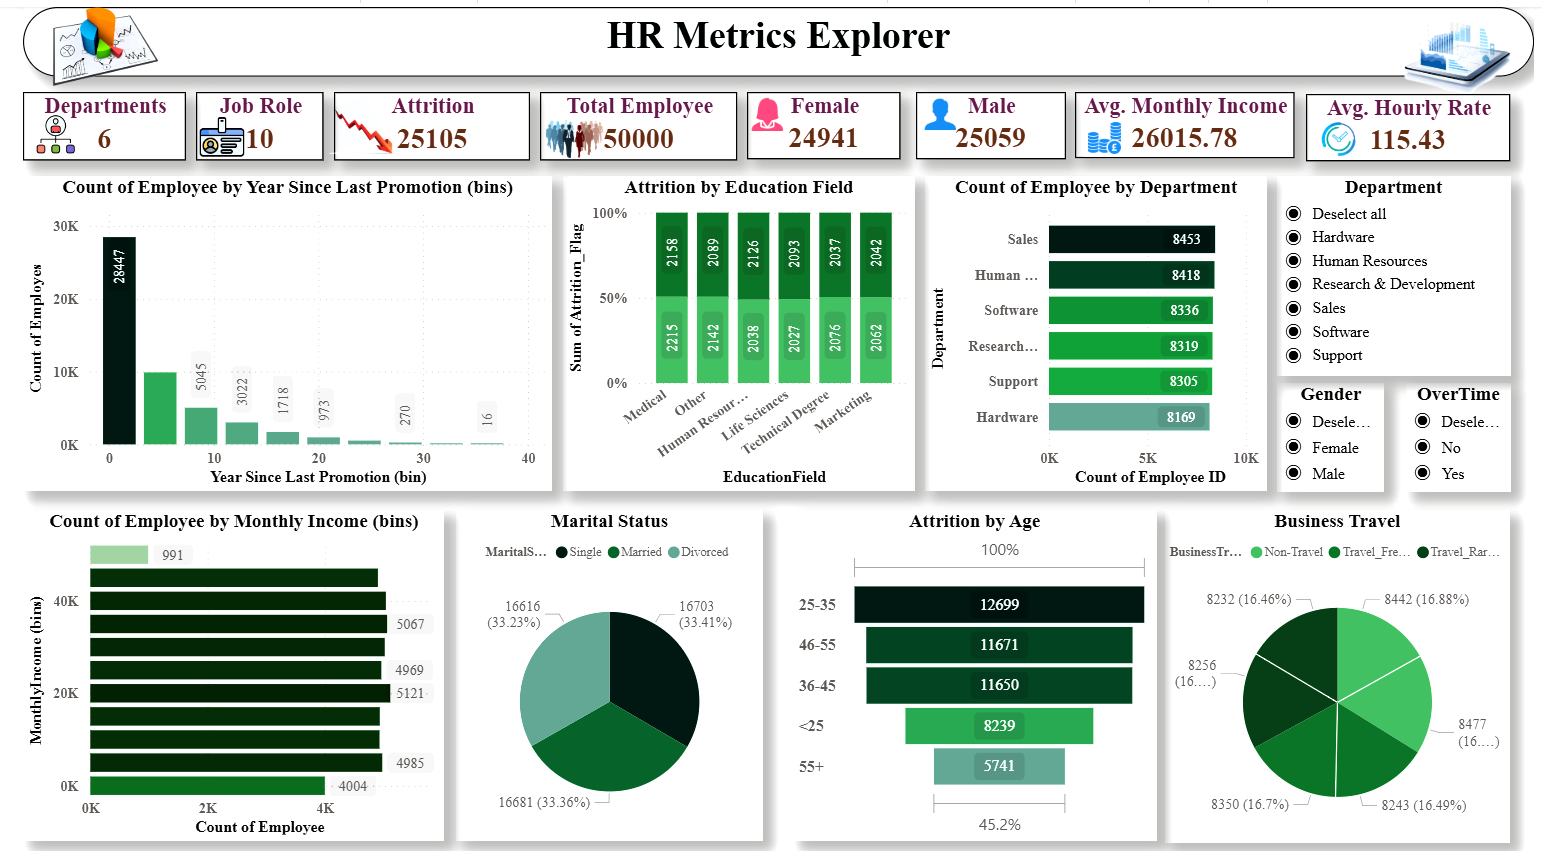 HR Metrics Explorer
Departments
6
Job Role
10
Attrition
25105
Total Employee
50000
Female
24941
Male
25059
Avg. Monthly Income
26015.78
Avg. Hourly Rate
115.43
Count of Employee by Year Since Last Promotion (bins)
Count of Employes
30K
20K
10K
0K
28447
5045
3022
1718
973
270
16
0
10
20
30
40
Year Since Last Promotion (bin)
Attrition by Education Field
Sum of Attrition_Flag
100%
50%
0%
2158
2089
2126
2093
2037
2042
2215
2142
2038
2027
2076
2062
Medical
Other
Human Resour...
Life Sciences
Technical Degree
Marketing
EducationField
Count of Employee by Department
Department
Sales
8453
Human ...
8418
Software
8336
Research...
8319
Support
8305
Hardware
8169
0K
5K
10K
Count of Employee ID
Department
Deselect all
Hardware
Human Resources
Research & Development
Sales
Software
Support
Gender
Desele...
Female
Male
OverTime
Desele...
No
Yes
Count of Employee by Monthly Income (bins)
MonthlyIncome (bins)
991
40K
5067
4969
20K
5121
4985
0K
4004
0K
2K
4K
Count of Employee
Marital Status
MaritalS...
Single
Married
Divorced
16616
(33.23%)
16703
(33.41%)
16681 (33.36%)
Attrition by Age
100%
25-35
12699
46-55
11671
36-45
11650
<25
8239
55+
5741
45.2%
Business Travel
BusinessTr...
Non-Travel
Travel_Fre...
Travel_Rar...
8232 (16.46%)
8442 (16.88%)
8256
(16....)
8477
(16....)
8350 (16.7%)
8243 (16.49%)